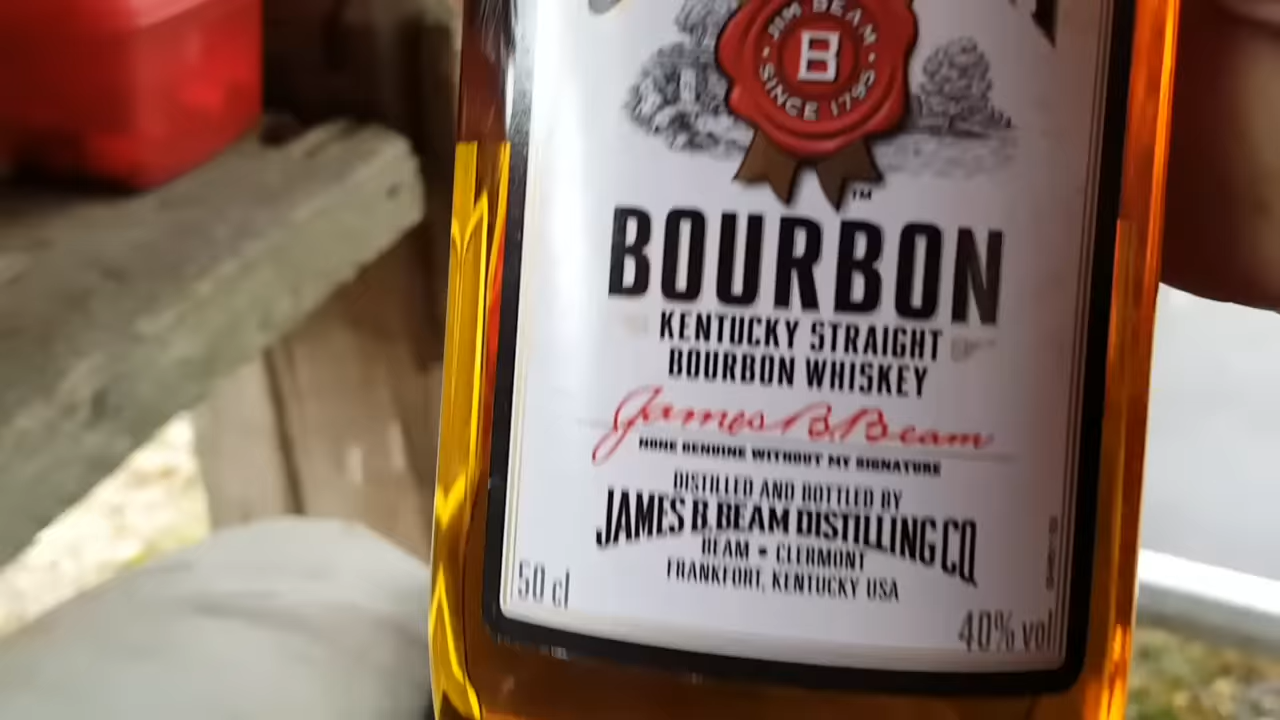 JIM BEAM
B
SINCE 1795
TM
BOURBON
KENTUCKY STRAIGHT
BOURBON WHISKEY
James B. Beam
NONE GENUINE WITHOUT MY SIGNATURE
DISTILLED AND BOTTLED BY
JAMES B. BEAM DISTILLING CO.
BEAM - CLERMONT
FRANKFORT, KENTUCKY USA
50 cl
40% vol